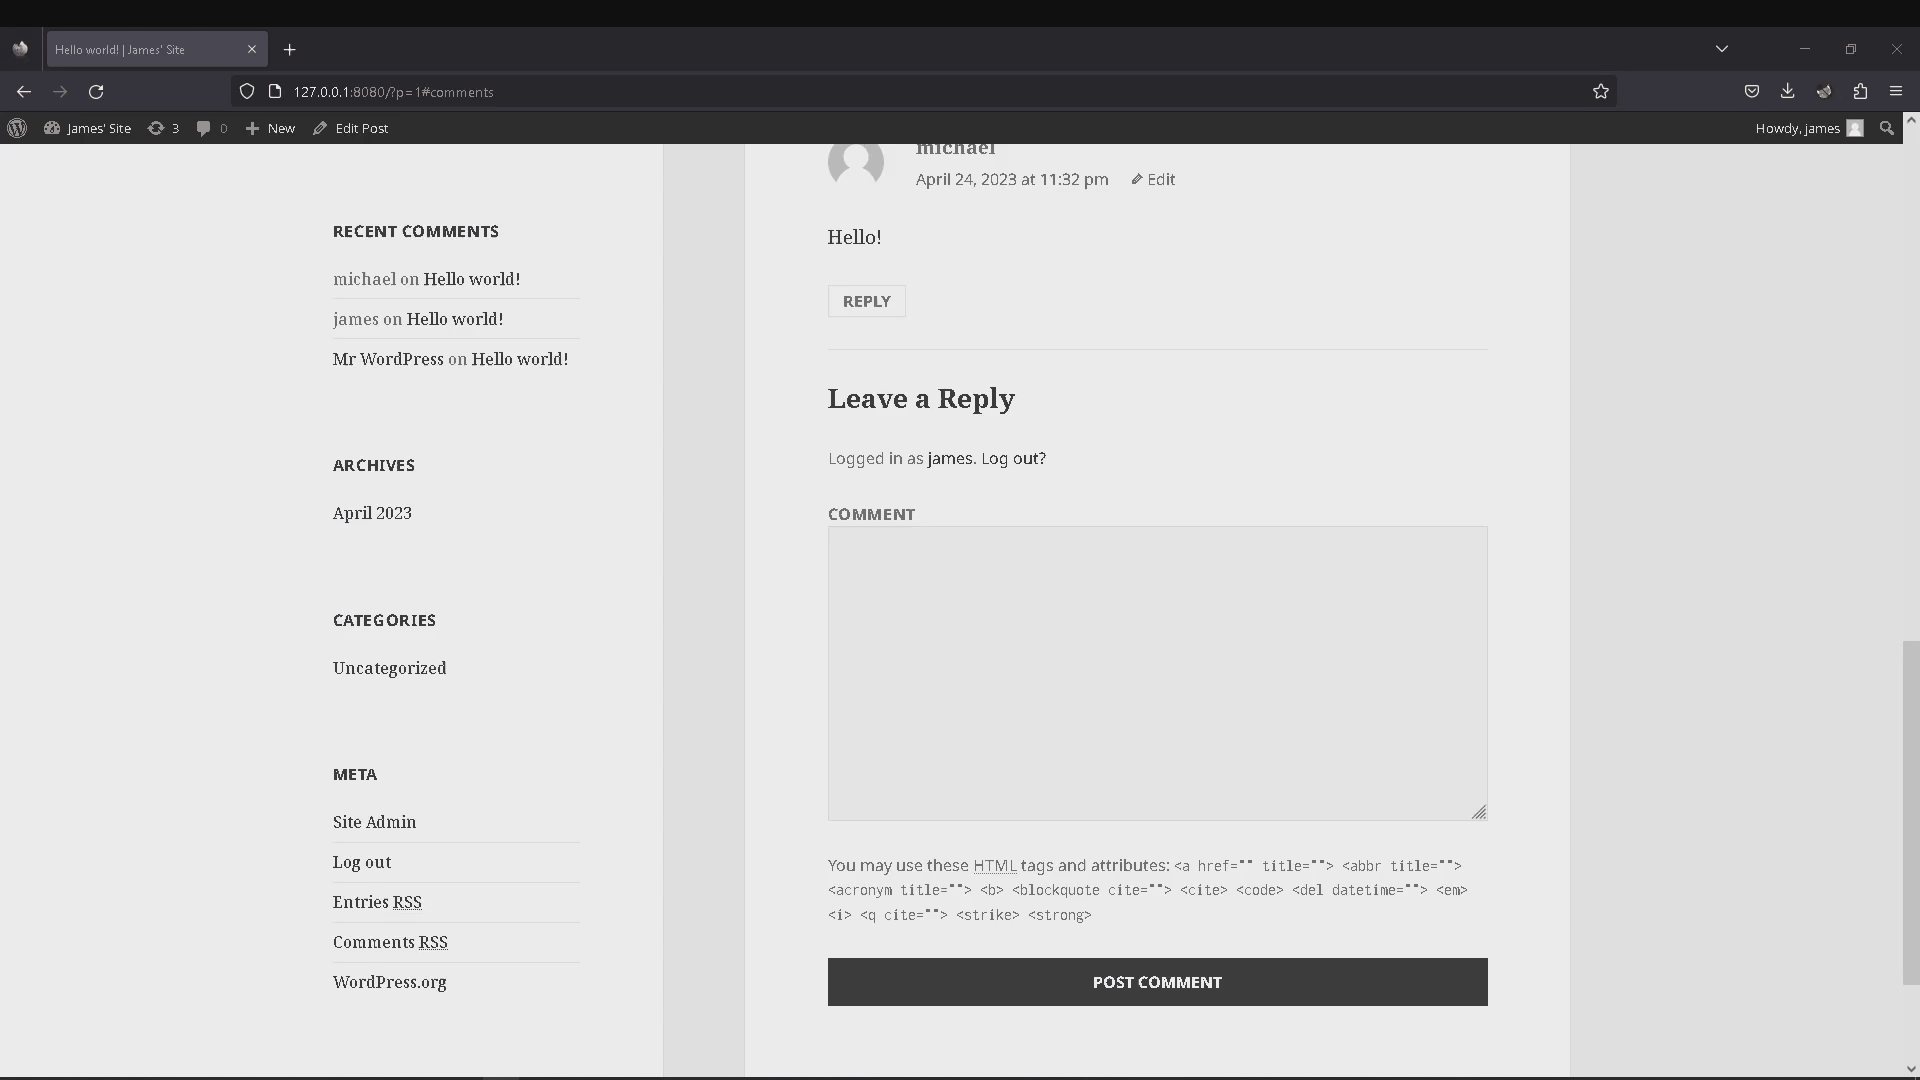 Hello world! | James' Site
127.0.0.1:8080/?p=1#comments
James' Site 3 0 New Edit Post Howdy, james
RECENT COMMENTS
michael on Hello world!
james on Hello world!
Mr WordPress on Hello world!
ARCHIVES
April 2023
CATEGORIES
Uncategorized
META
Site Admin
Log out
Entries RSS
Comments RSS
WordPress.org
michael
April 24, 2023 at 11:32 pm Edit
Hello!
REPLY
Leave a Reply
Logged in as james. Log out?
COMMENT
You may use these HTML tags and attributes: <a href="" title=""> <abbr title="">
<acronym title=""> <b> <blockquote cite=""> <cite> <code> <del datetime=""> <em>
<i> <q cite=""> <strike> <strong>
POST COMMENT